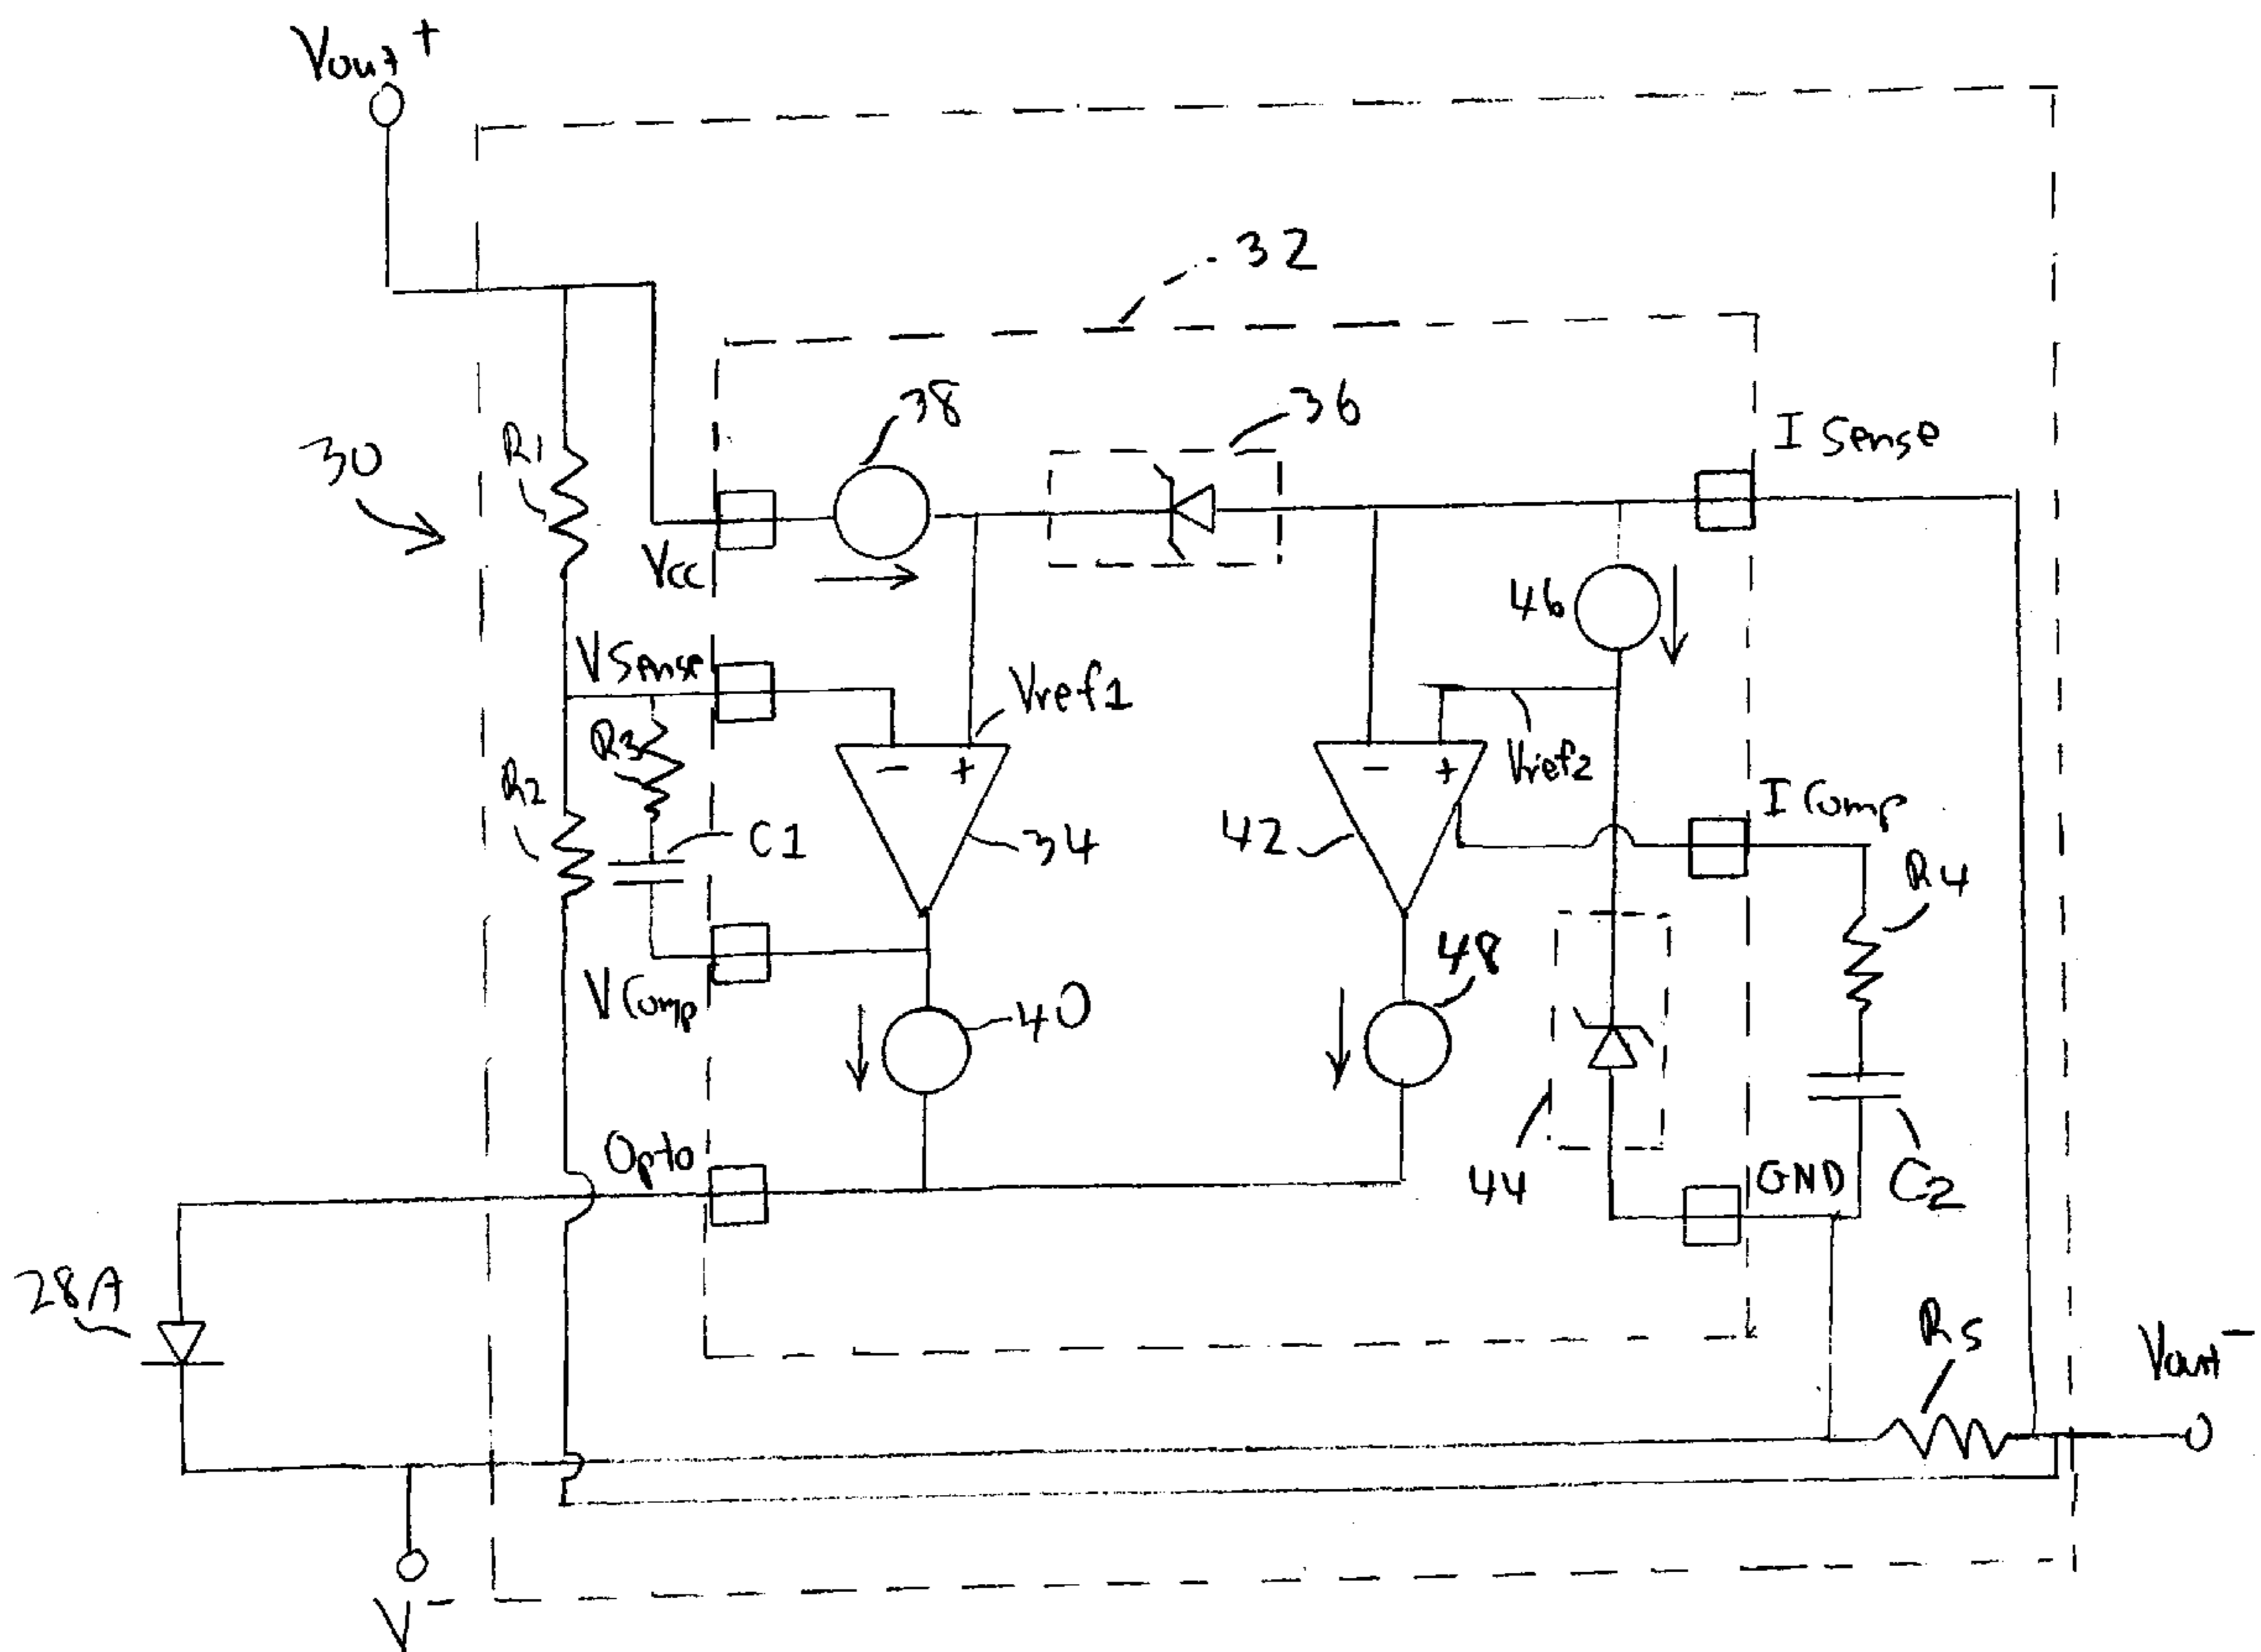 Vout+
32
38
36
I Sense
30
R1
Vcc
46
VSense
Vref1
R3
-
+
-
+
Vref2
R2
I Comp
C1
34
42
R4
48
VComp
40
Opto
44
GND
C2
28A
R5
Vout-
V-